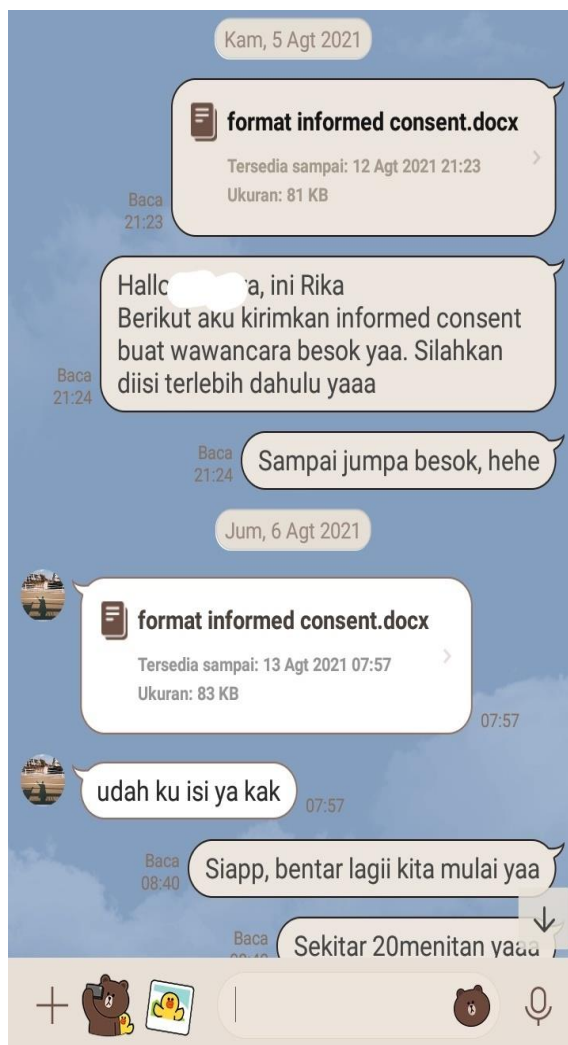 Kam, 5 Agt 2021
format informed consent.docx
Tersedia sampai: 12 Agt 2021 21:23
Ukuran: 81 KB
Baca
21:23
Hallo a, ini Rika
Berikut aku kirimkan informed consent
buat wawancara besok yaa. Silahkan
diisi terlebih dahulu yaaa
Baca
21:24
Sampai jumpa besok, hehe
Baca
21:24
Jum, 6 Agt 2021
format informed consent.docx
Tersedia sampai: 13 Agt 2021 07:57
Ukuran: 83 KB
07:57
udah ku isi ya kak
07:57
Siapp, bentar lagii kita mulai yaa
Baca
08:40
Sekitar 20menitan yaaa
Baca